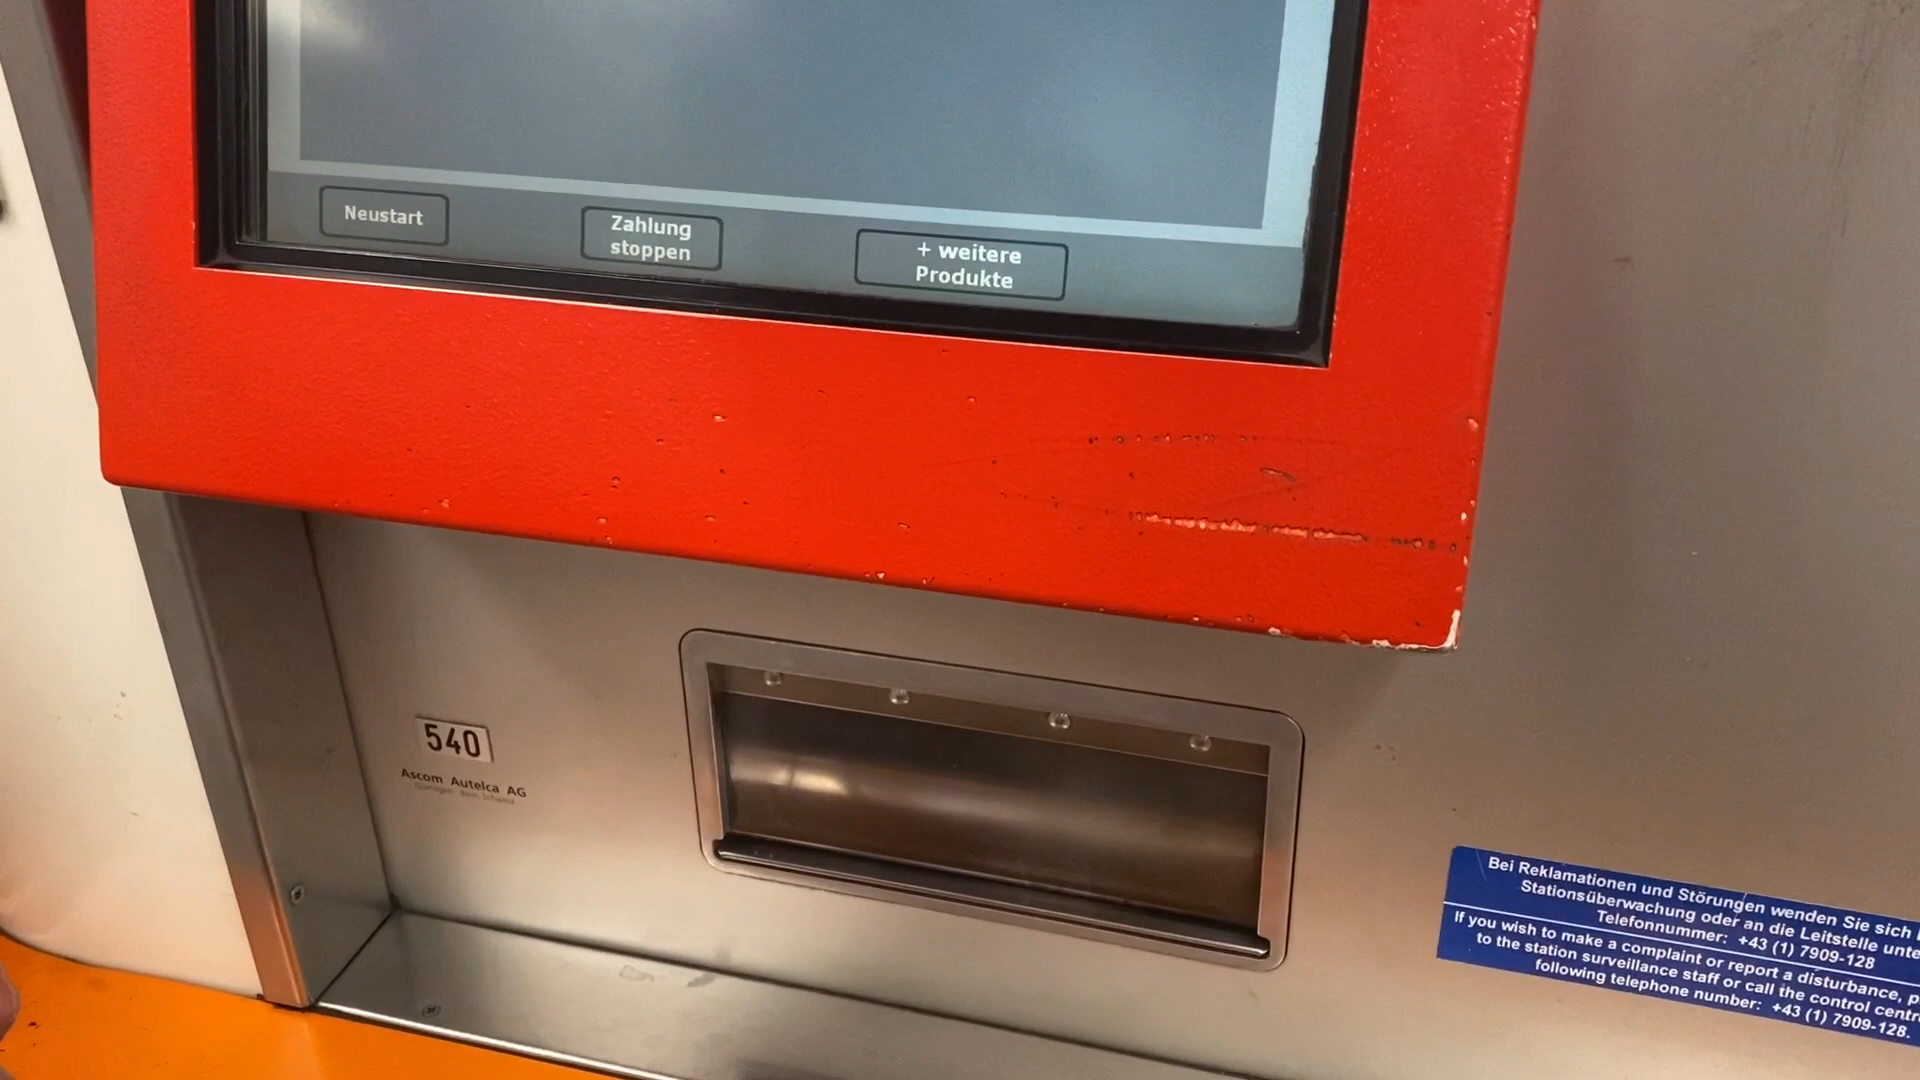 Neustart
Zahlung
stoppen
+ weitere
Produkte
540
Ascom Autelca AG
Bei Reklamationen und Störungen wenden Sie sich
Stationsüberwachung oder an die Leitstelle unte
Telefonnummer: +43 (1) 7909-128
If you wish to make a complaint or report a disturbance, p
to the station surveillance staff or call the control centr
following telephone number: +43 (1) 7909-128.